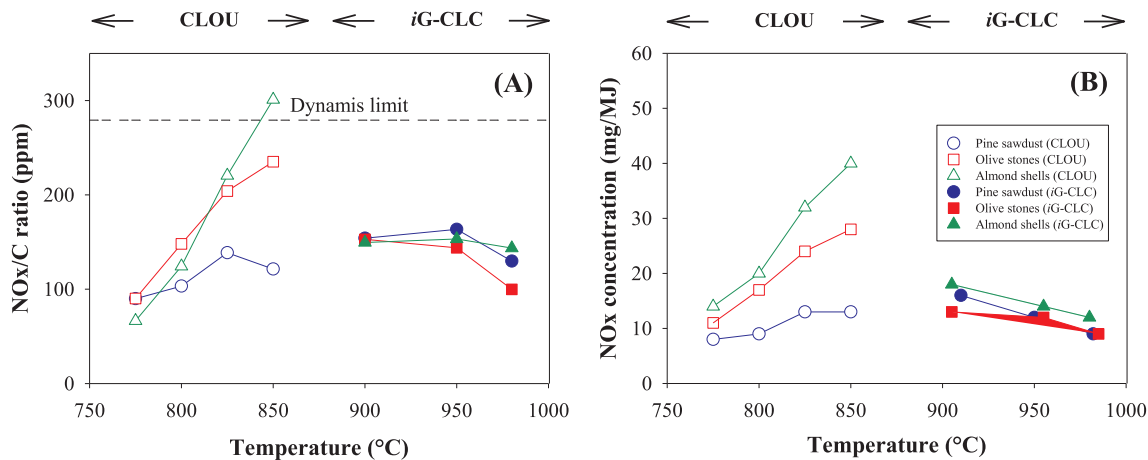 CLOU
iG-CLC
(A)
Dynamis limit
NOx/C ratio (ppm)
300
200
100
0
750
800
850
900
950
1000
Temperature (°C)
CLOU
iG-CLC
(B)
NOx concentration (mg/MJ)
60
50
40
30
20
10
0
Pine sawdust (CLOU)
Olive stones (CLOU)
Almond shells (CLOU)
Pine sawdust (iG-CLC)
Olive stones (iG-CLC)
Almond shells (iG-CLC)
750
800
850
900
950
1000
Temperature (°C)